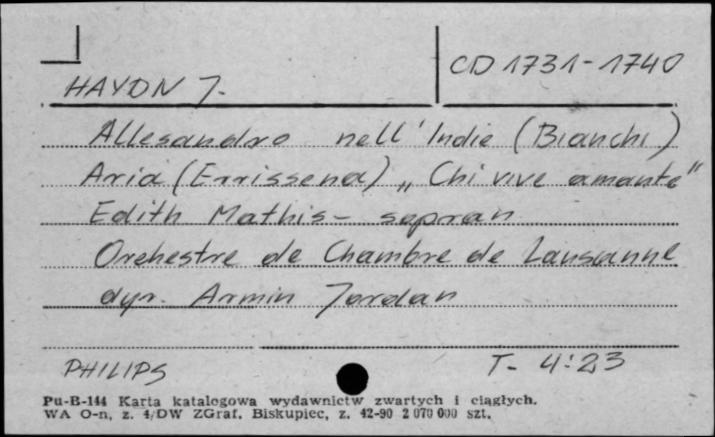 CD 1731-1740
HAYDN J.
Allesandro nell' Indie (Bianchi)
Aria (Errissena) „Chi vive amante"
Edith Mathis - sopran
Orchestre de Chambre de Lausanne
dyr. Armin Jordan
PHILIPS T- 4:23
Pu-B-144 Karta katalogowa wydawnictw zwartych i ciągłych.
WA O-n, z. 4/DW ZGraf. Biskupiec, z. 42-90 2 070 000 szt.